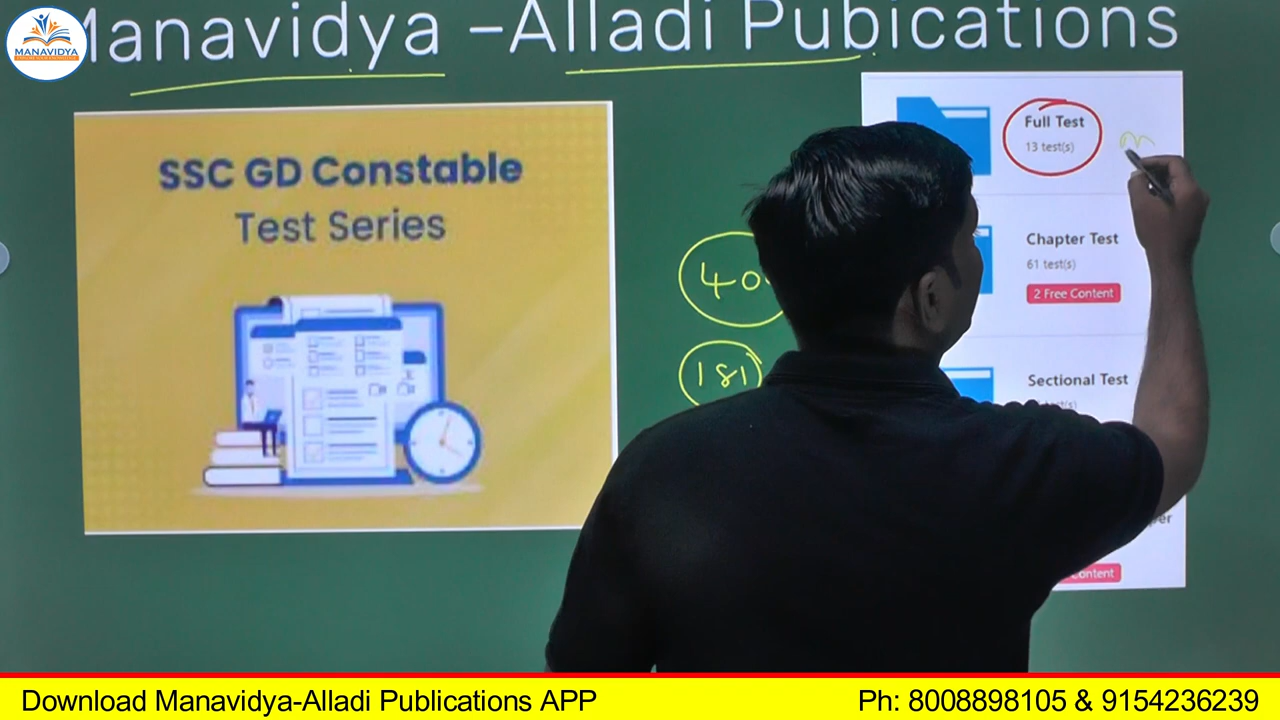 Manavidya –Alladi Pubications
MANAVIDYA
SSC GD Constable
Test Series
Full Test
13 test(s)
Chapter Test
61 test(s)
2 Free Content
40
181
Sectional Test
Content
Download Manavidya-Alladi Publications APP
Ph: 8008898105 & 9154236239